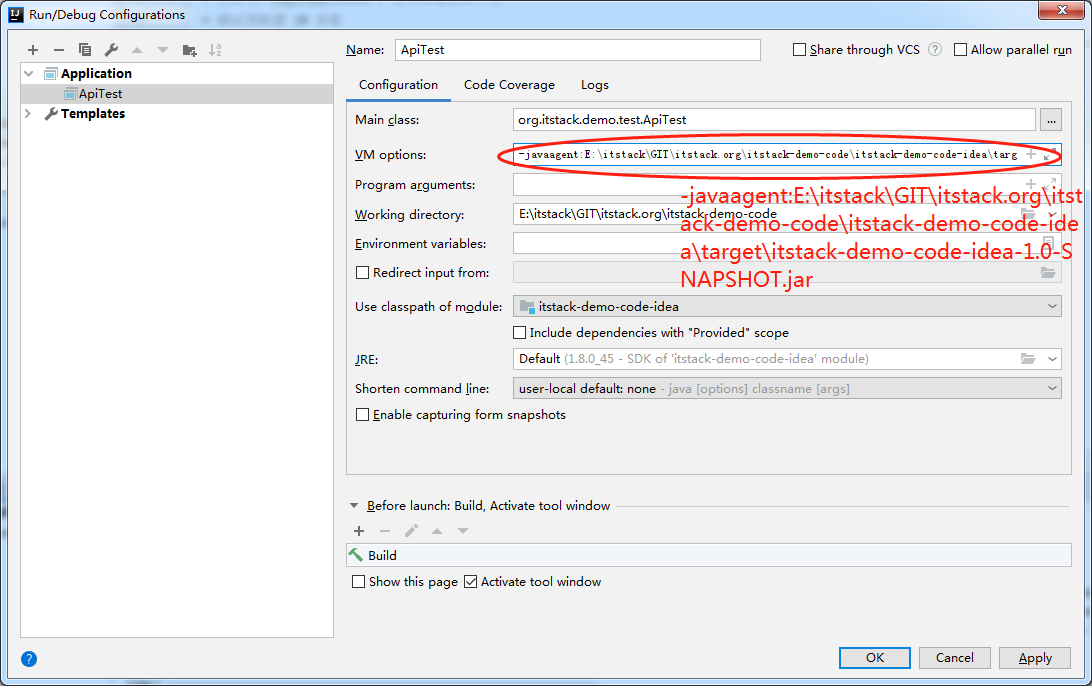 Run/Debug Configurations
Name: ApiTest
Share through VCS ? Allow parallel run
Application
ApiTest
Templates
Configuration Code Coverage Logs
Main class: org.itstack.demo.test.ApiTest ...
VM options: -javaagent:E:\itstack\GIT\itstack.org\itstack-demo-code\itstack-demo-code-idea\targ
Program arguments:
-javaagent:E:\itstack\GIT\itstack.org\itst
ack-demo-code\itstack-demo-code-ide
a\target\itstack-demo-code-idea-1.0-S
NAPSHOT.jar
Working directory: E:\itstack\GIT\itstack.org\itstack-demo-code
Environment variables:
Redirect input from:
Use classpath of module: itstack-demo-code-idea
Include dependencies with "Provided" scope
JRE: Default (1.8.0_45 - SDK of 'itstack-demo-code-idea' module)
Shorten command line: user-local default: none - java [options] classname [args]
Enable capturing form snapshots
Before launch: Build, Activate tool window
Build
Show this page Activate tool window
? OK Cancel Apply